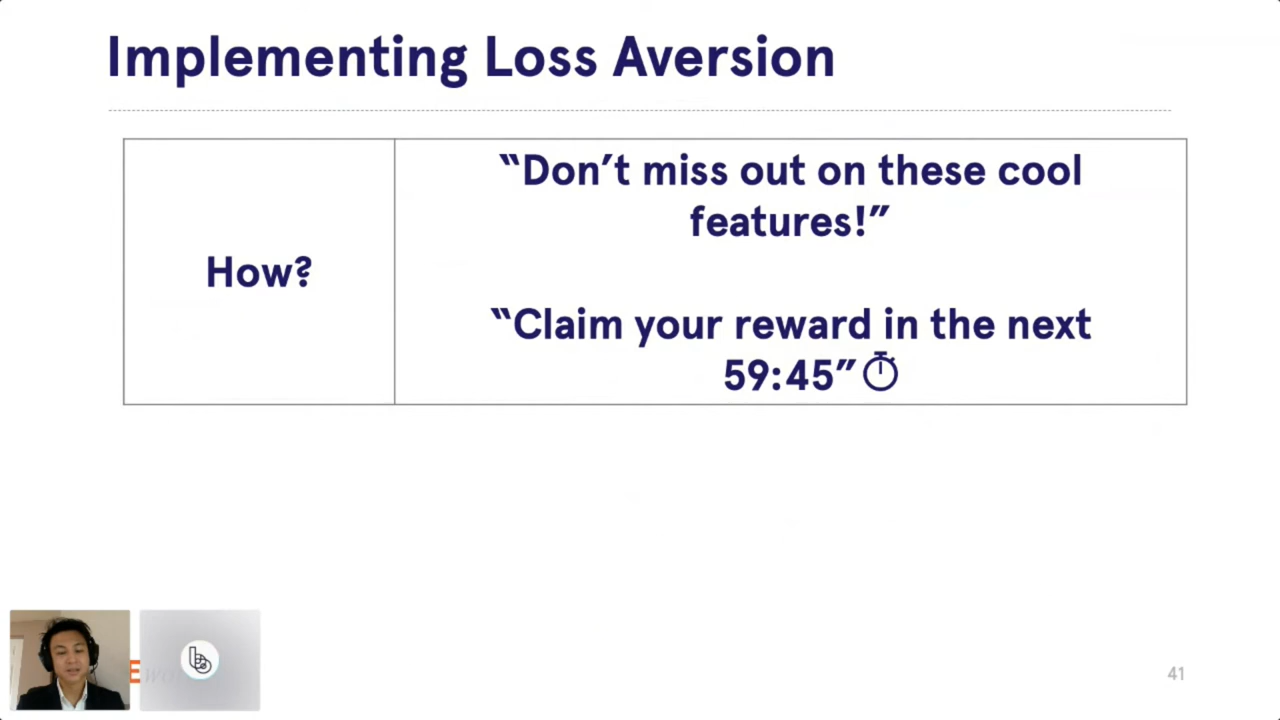 Implementing Loss Aversion
How?
“Don’t miss out on these cool
features!”
“Claim your reward in the next
59:45”
41